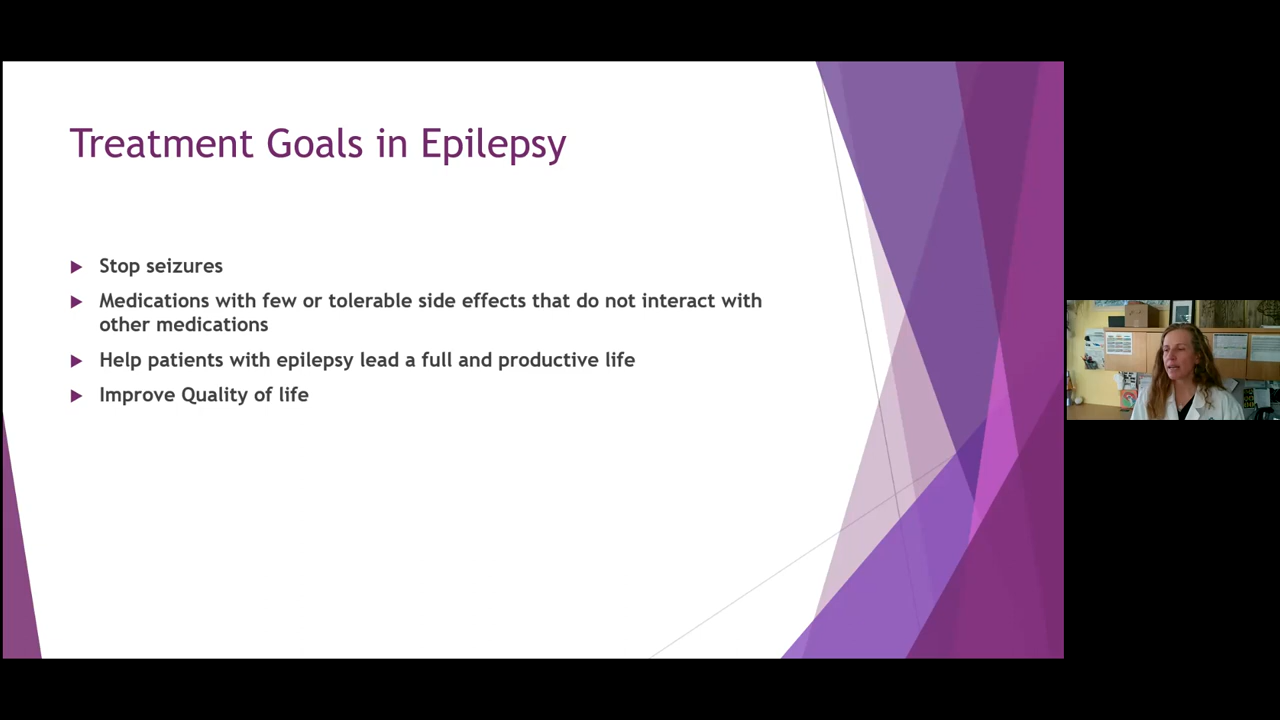 Treatment Goals in Epilepsy
Stop seizures
Medications with few or tolerable side effects that do not interact with
other medications
Help patients with epilepsy lead a full and productive life
Improve Quality of life